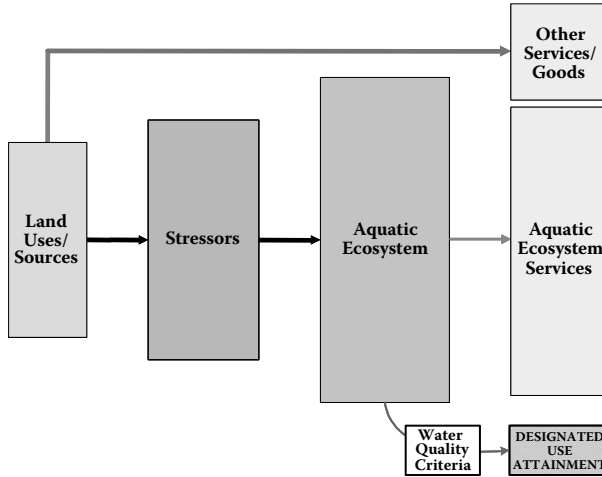 Other
Services/
Goods
Land
Uses/
Sources
Stressors
Aquatic
Ecosystem
Aquatic
Ecosystem
Services
Water
Quality
Criteria
DESIGNATED
USE
ATTAINMENT